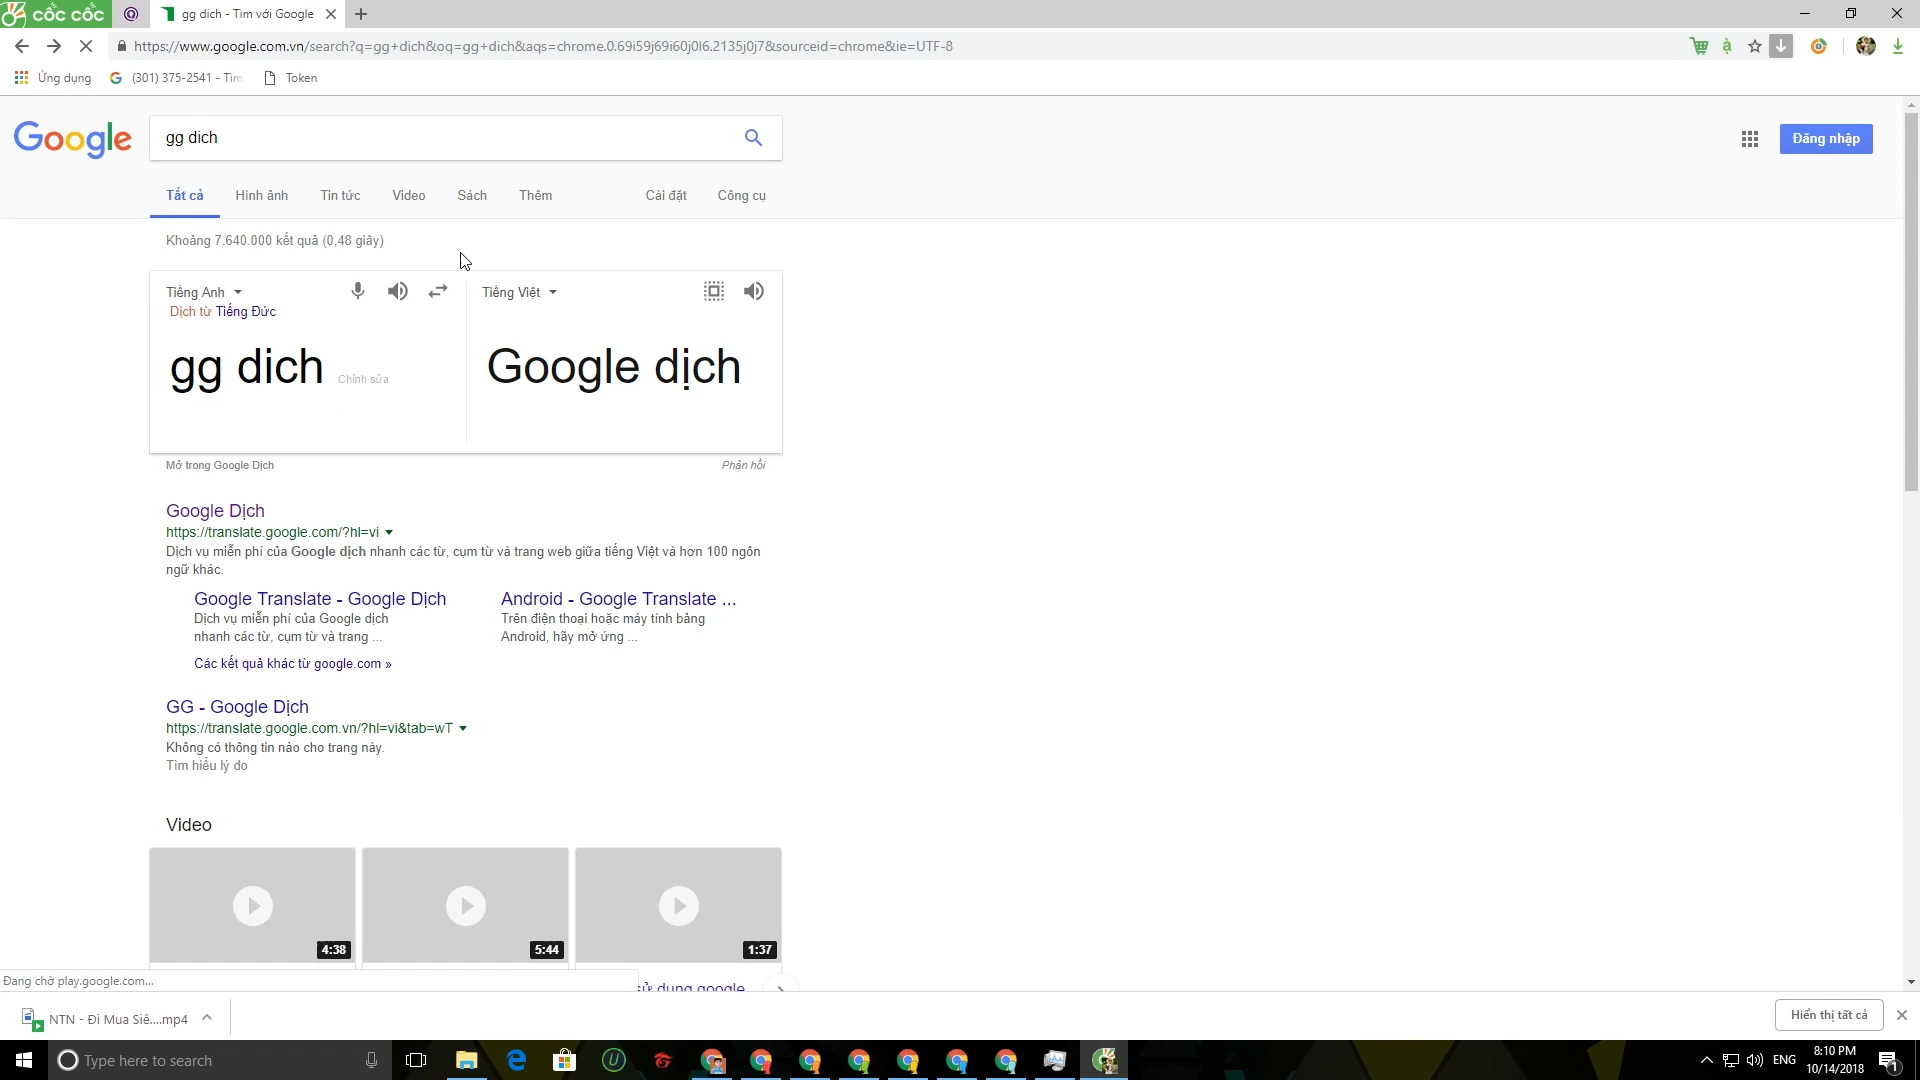 cốc cốc
gg dich - Tìm với Google
https://www.google.com.vn/search?q=gg+dich&oq=gg+dich&aqs=chrome.0.69i59j69i60j0l6.2135j0j7&sourceid=chrome&ie=UTF-8
Ứng dụng
(301) 375-2541 - Tìm
Token
Google
gg dich
Đăng nhập
Tất cả
Hình ảnh
Tin tức
Video
Sách
Thêm
Cài đặt
Công cụ
Khoảng 7.640.000 kết quả (0,48 giây)
Tiếng Anh
Tiếng Việt
Dịch từ Tiếng Đức
gg dich
Chỉnh sửa
Google dịch
Mở trong Google Dịch
Phản hồi
Google Dịch
https://translate.google.com/?hl=vi
Dịch vụ miễn phí của Google dịch nhanh các từ, cụm từ và trang web giữa tiếng Việt và hơn 100 ngôn
ngữ khác.
Google Translate - Google Dịch
Dịch vụ miễn phí của Google dịch
nhanh các từ, cụm từ và trang ...
Android - Google Translate ...
Trên điện thoại hoặc máy tính bảng
Android, hãy mở ứng ...
Các kết quả khác từ google.com »
GG - Google Dịch
https://translate.google.com.vn/?hl=vi&tab=wT
Không có thông tin nào cho trang này.
Tìm hiểu lý do
Video
4:38
5:44
1:37
sử dụng google
Đang chờ play.google.com...
NTN - Đi Mua Siê....mp4
Hiển thị tất cả
Type here to search
ENG
8:10 PM
10/14/2018
1